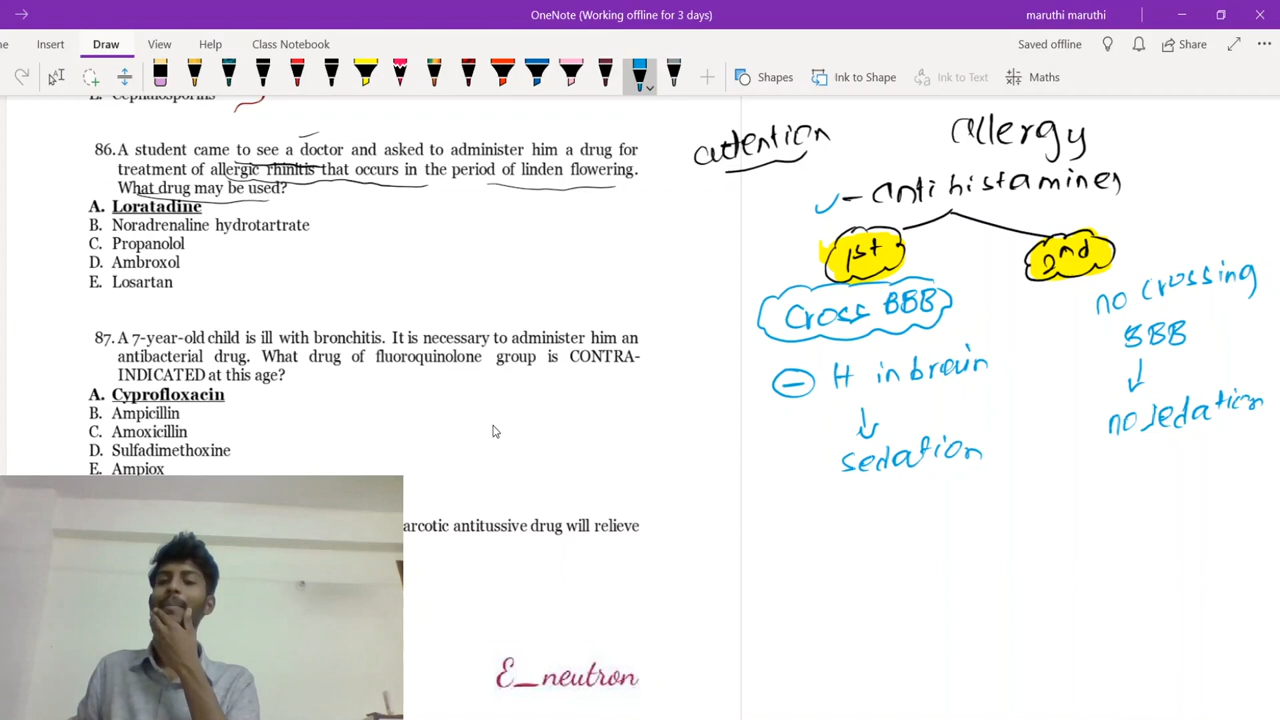 OneNote (Working offline for 3 days)
maruthi maruthi
Insert
Draw
View
Help
Class Notebook
Saved offline
Share
Shapes
Ink to Shape
Ink to Text
Maths
E. Cephalosporins
86. A student came to see a doctor and asked to administer him a drug for
treatment of allergic rhinitis that occurs in the period of linden flowering.
What drug may be used?
A. Loratadine
B. Noradrenaline hydrotartrate
C. Propanolol
D. Ambroxol
E. Losartan
87. A 7-year-old child is ill with bronchitis. It is necessary to administer him an
antibacterial drug. What drug of fluoroquinolone group is CONTRA-
INDICATED at this age?
A. Cyprofloxacin
B. Ampicillin
C. Amoxicillin
D. Sulfadimethoxine
E. Ampiox
arcotic antitussive drug will relieve
E_neutron
attention
allergy
- antihistamines
1st
2nd
Cross BBB
no crossing
BBB
- H in brain
no sedation
sedation